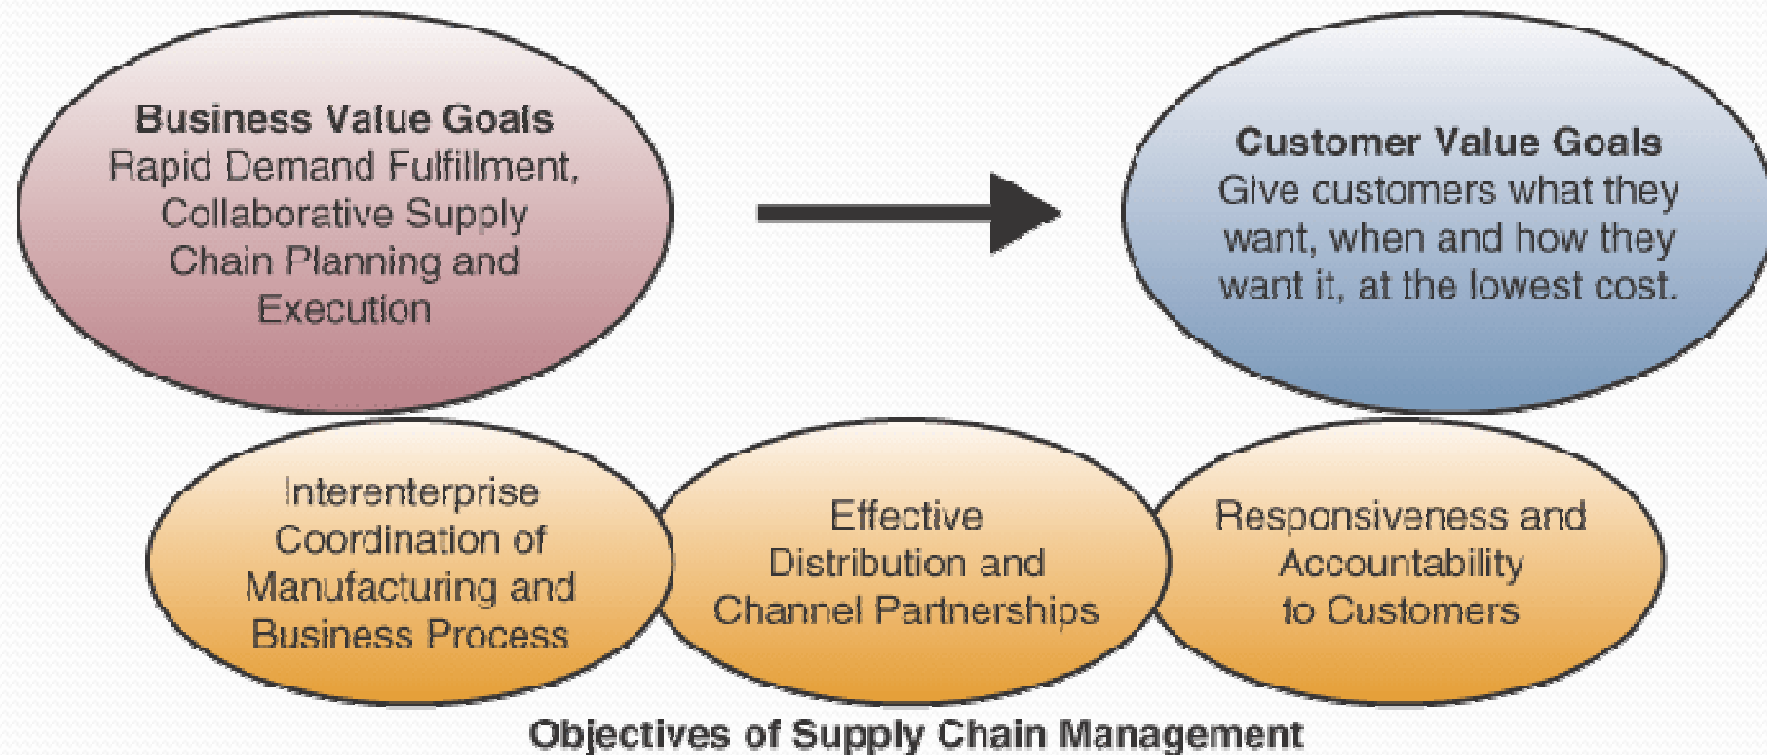 Business Value Goals
Rapid Demand Fulfillment,
Collaborative Supply
Chain Planning and
Execution
Customer Value Goals
Give customers what they
want, when and how they
want it, at the lowest cost.
Interenterprise
Coordination of
Manufacturing and
Business Process
Effective
Distribution and
Channel Partnerships
Responsiveness and
Accountability
to Customers
Objectives of Supply Chain Management